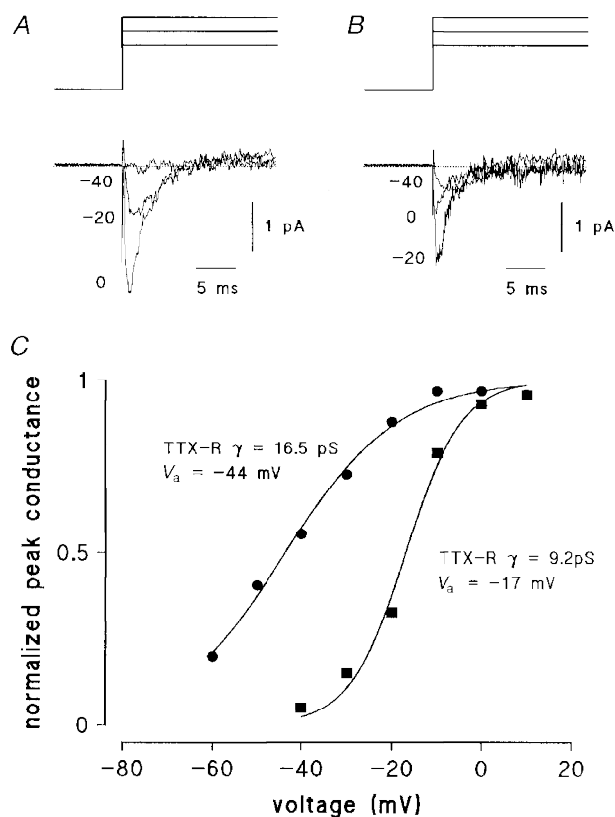 A
B
−40
−20
0
1 pA
5 ms
−40
0
−20
1 pA
5 ms
C
normalized peak conductance
1
0.5
0
TTX-R γ = 16.5 pS
Va = −44 mV
TTX-R γ = 9.2pS
Va = −17 mV
−80
−60
−40
−20
0
20
voltage (mV)